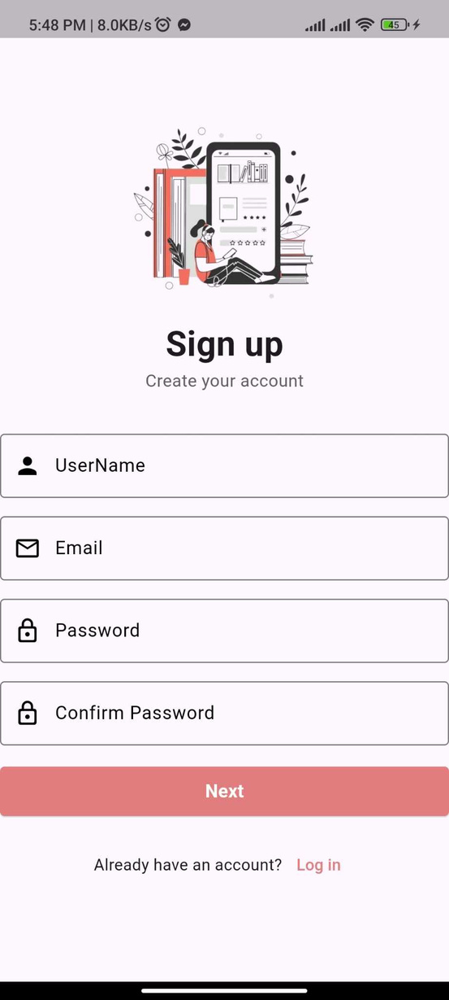 5:48 PM | 8.0KB/s
45
Sign up
Create your account
UserName
Email
Password
Confirm Password
Next
Already have an account? Log in